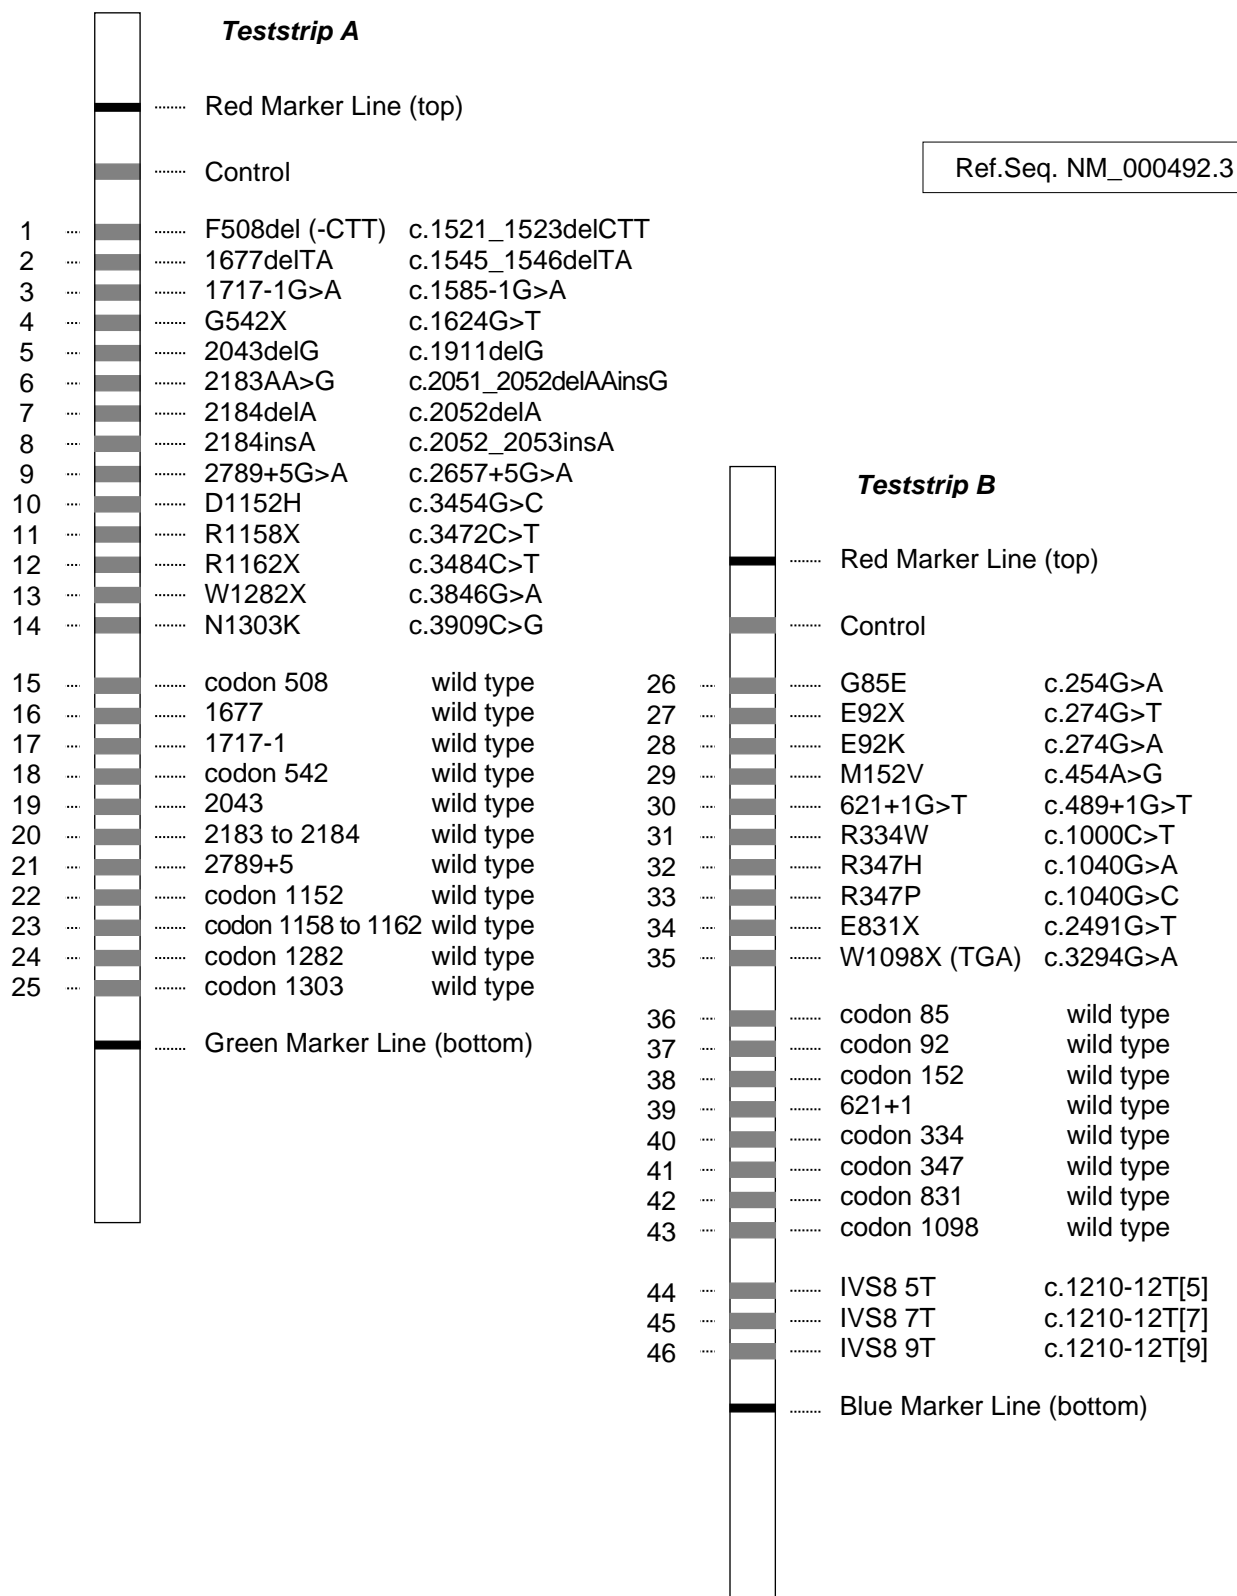 Teststrip A
Red Marker Line (top)
Control
Ref.Seq. NM_000492.3
1 F508del (-CTT) c.1521_1523delCTT
2 1677delTA c.1545_1546delTA
3 1717-1G>A c.1585-1G>A
4 G542X c.1624G>T
5 2043delG c.1911delG
6 2183AA>G c.2051_2052delAAinsG
7 2184delA c.2052delA
8 2184insA c.2052_2053insA
9 2789+5G>A c.2657+5G>A
10 D1152H c.3454G>C
11 R1158X c.3472C>T
12 R1162X c.3484C>T
13 W1282X c.3846G>A
14 N1303K c.3909C>G
15 codon 508 wild type
16 1677 wild type
17 1717-1 wild type
18 codon 542 wild type
19 2043 wild type
20 2183 to 2184 wild type
21 2789+5 wild type
22 codon 1152 wild type
23 codon 1158 to 1162 wild type
24 codon 1282 wild type
25 codon 1303 wild type
Green Marker Line (bottom)
Teststrip B
Red Marker Line (top)
Control
26 G85E c.254G>A
27 E92X c.274G>T
28 E92K c.274G>A
29 M152V c.454A>G
30 621+1G>T c.489+1G>T
31 R334W c.1000C>T
32 R347H c.1040G>A
33 R347P c.1040G>C
34 E831X c.2491G>T
35 W1098X (TGA) c.3294G>A
36 codon 85 wild type
37 codon 92 wild type
38 codon 152 wild type
39 621+1 wild type
40 codon 334 wild type
41 codon 347 wild type
42 codon 831 wild type
43 codon 1098 wild type
44 IVS8 5T c.1210-12T[5]
45 IVS8 7T c.1210-12T[7]
46 IVS8 9T c.1210-12T[9]
Blue Marker Line (bottom)